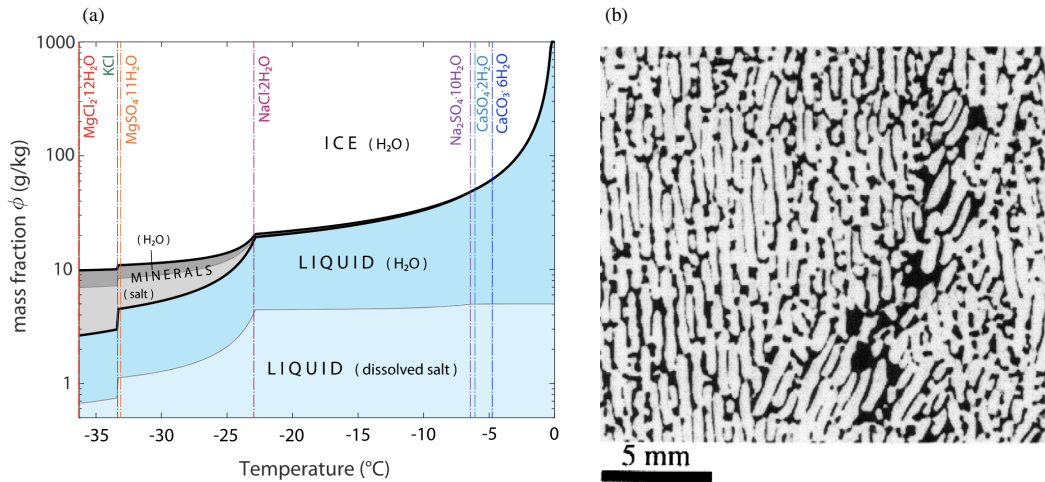 (a)
(b)
1000
100
10
1
mass fraction ϕ (g/kg)
MgCl₂·12H₂O
KCl
MgSO₄·11H₂O
NaCl·2H₂O
Na₂SO₄·10H₂O
CaSO₄·2H₂O
CaCO₃·6H₂O
ICE (H₂O)
(H₂O)
MINERALS
(salt)
LIQUID (H₂O)
LIQUID (dissolved salt)
-35 -30 -25 -20 -15 -10 -5 0
Temperature (°C)
5 mm